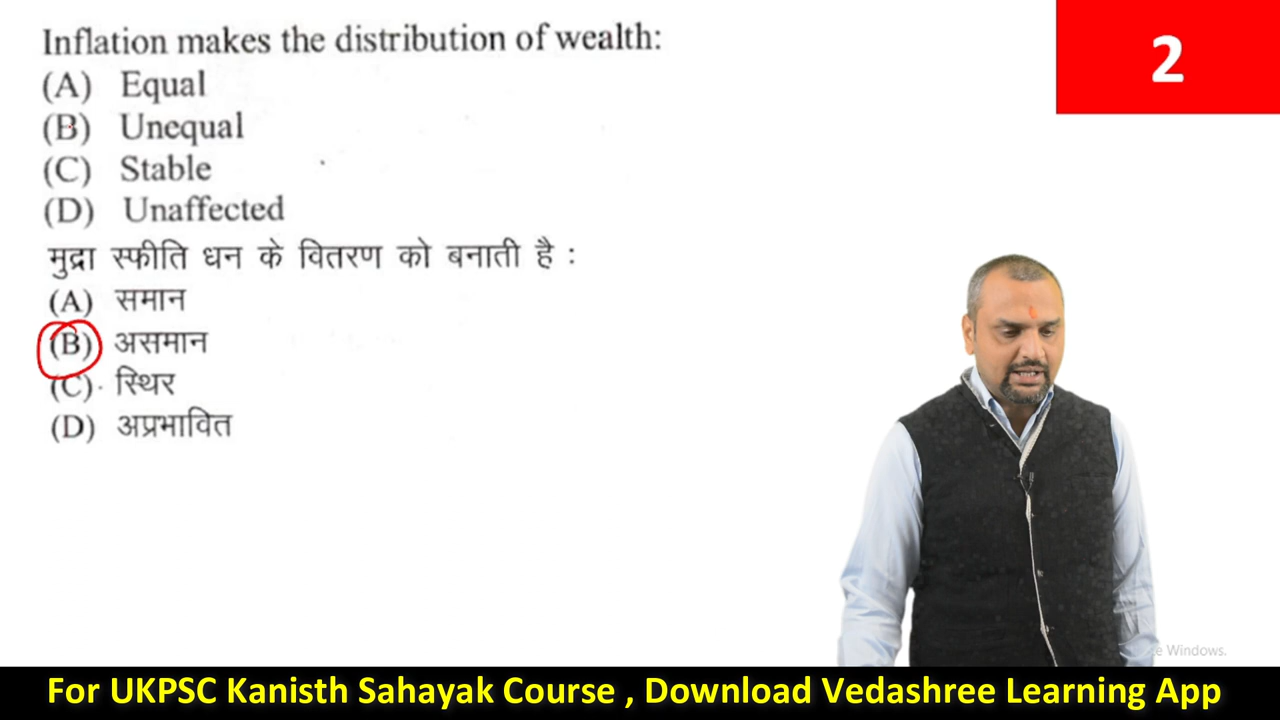 Inflation makes the distribution of wealth:
(A) Equal
(B) Unequal
(C) Stable
(D) Unaffected
मुद्रा स्फीति धन के वितरण को बनाती है :
(A) समान
(B) असमान
(C) स्थिर
(D) अप्रभावित
2
Windows.
For UKPSC Kanisth Sahayak Course , Download Vedashree Learning App